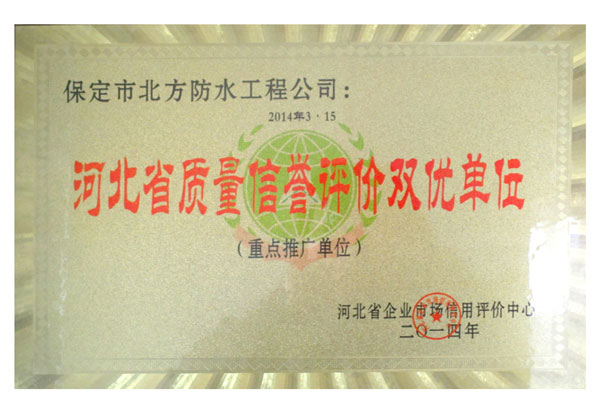 保定市北方防水工程公司：
2014年3·15
河北省质量信誉评价双优单位
（重点推广单位）
河北省企业市场信用评价中心
二〇一四年